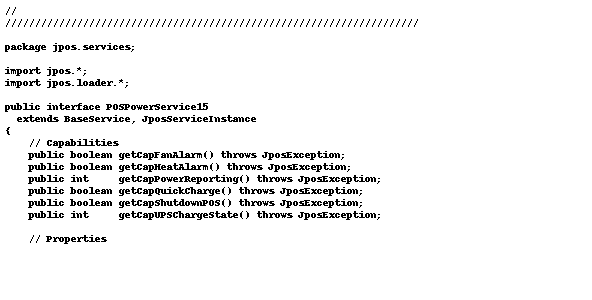 //
/////////////////////////////////////////////////////////////////////
package jpos.services;
import jpos.*;
import jpos.loader.*;
public interface POSPowerService15
extends BaseService, JposServiceInstance
{
// Capabilities
public boolean getCapFanAlarm() throws JposException;
public boolean getCapHeatAlarm() throws JposException;
public int     getCapPowerReporting() throws JposException;
public boolean getCapQuickCharge() throws JposException;
public boolean getCapShutdownPOS() throws JposException;
public int     getCapUPSChargeState() throws JposException;
// Properties